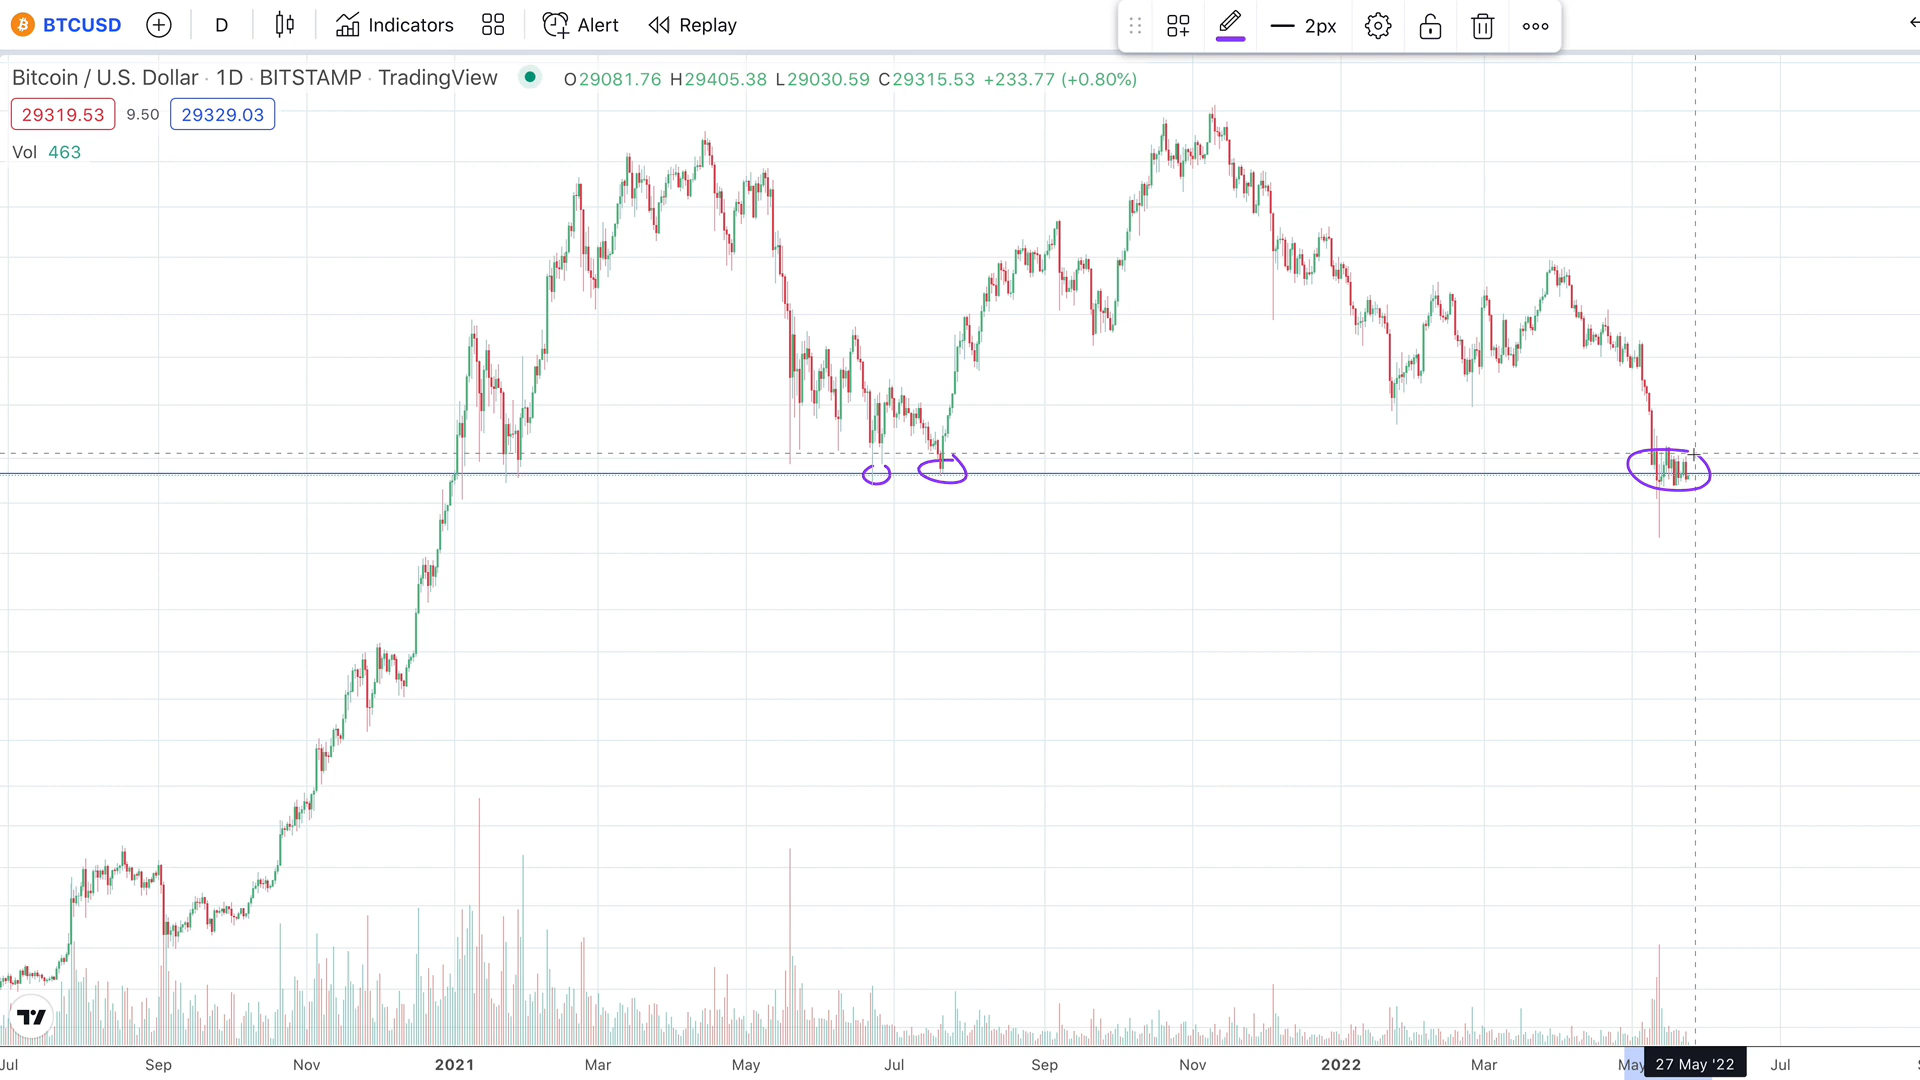 BTCUSD D Indicators Alert Replay 2px
Bitcoin / U.S. Dollar · 1D · BITSTAMP · TradingView O29081.76 H29405.38 L29030.59 C29315.53 +233.77 (+0.80%)
29319.53 9.50 29329.03
Vol 463
Jul Sep Nov 2021 Mar May Jul Sep Nov 2022 Mar May 27 May '22 Jul